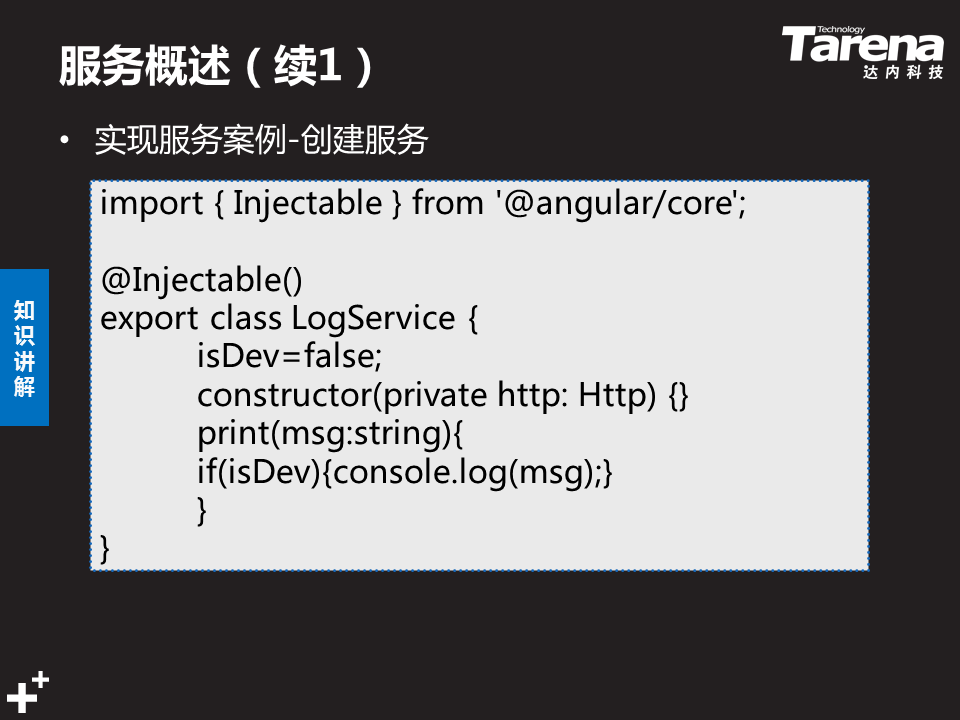 服务概述（续1）
Technology
Tarena
达内科技
• 实现服务案例-创建服务
import { Injectable } from '@angular/core';
@Injectable()
export class LogService {
isDev=false;
constructor(private http: Http) {}
print(msg:string){
if(isDev){console.log(msg);}
}
}
知识讲解